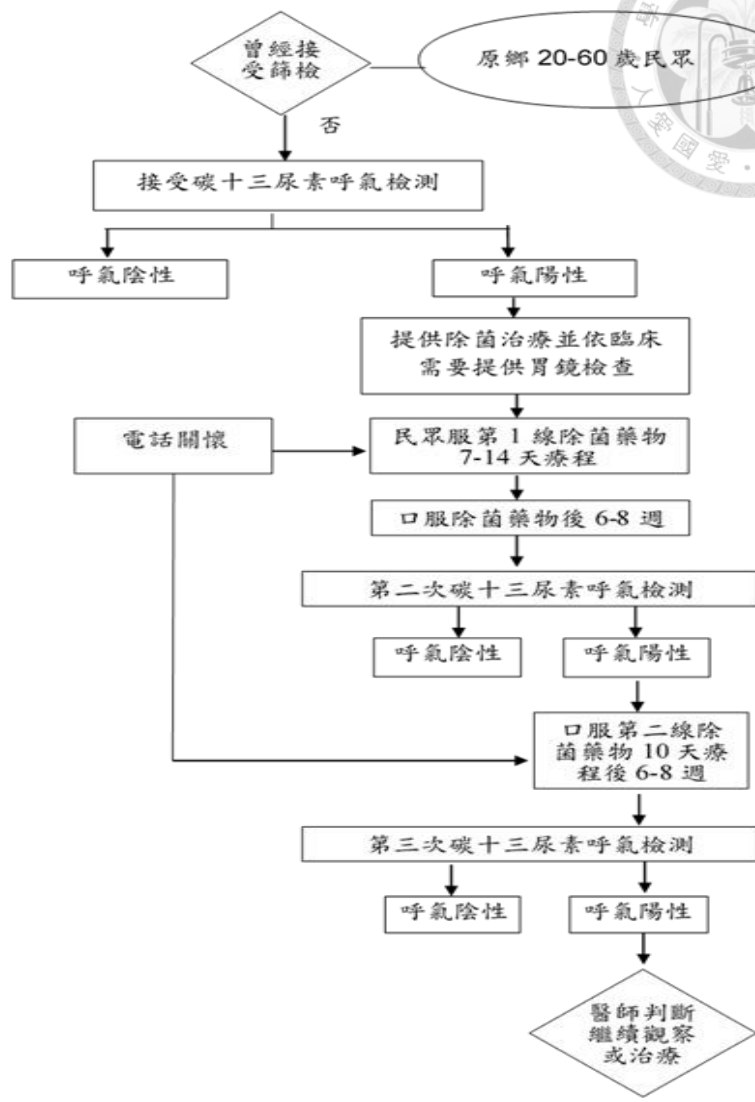 曾經接
受篩檢
原鄉 20-60 歲民眾
學
人
愛國愛
否
接受碳十三尿素呼氣檢測
呼氣陰性
呼氣陽性
提供除菌治療並依臨床
需要提供胃鏡檢查
電話關懷
民眾服第 1 線除菌藥物
7-14 天療程
口服除菌藥物後 6-8 週
第二次碳十三尿素呼氣檢測
呼氣陰性
呼氣陽性
口服第二線除
菌藥物 10 天療
程後 6-8 週
第三次碳十三尿素呼氣檢測
呼氣陰性
呼氣陽性
醫師判斷
繼續觀察
或治療